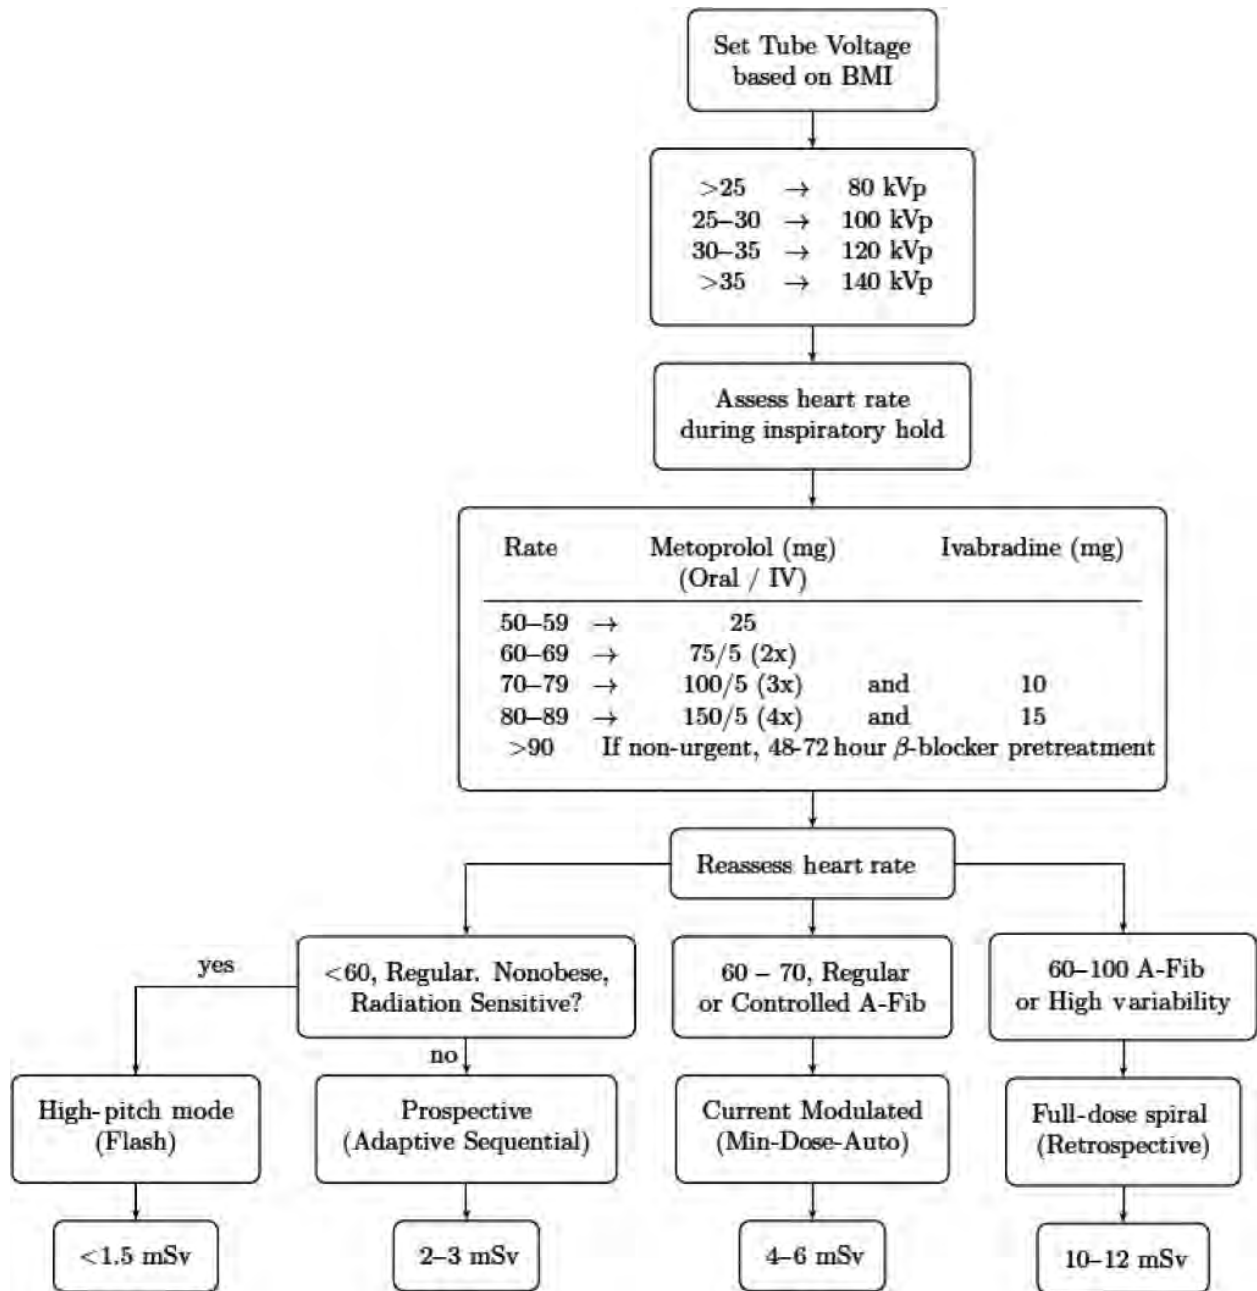 Set Tube Voltage
based on BMI
>25 → 80 kVp
25–30 → 100 kVp
30–35 → 120 kVp
>35 → 140 kVp
Assess heart rate
during inspiratory hold
Rate Metoprolol (mg) Ivabradine (mg)
(Oral / IV)
50–59 → 25
60–69 → 75/5 (2x)
70–79 → 100/5 (3x) and 10
80–89 → 150/5 (4x) and 15
>90 If non-urgent, 48-72 hour β-blocker pretreatment
Reassess heart rate
yes
<60, Regular. Nonobese,
Radiation Sensitive?
60 – 70, Regular
or Controlled A-Fib
60–100 A-Fib
or High variability
no
High-pitch mode
(Flash)
Prospective
(Adaptive Sequential)
Current Modulated
(Min-Dose-Auto)
Full-dose spiral
(Retrospective)
<1.5 mSv
2–3 mSv
4–6 mSv
10–12 mSv